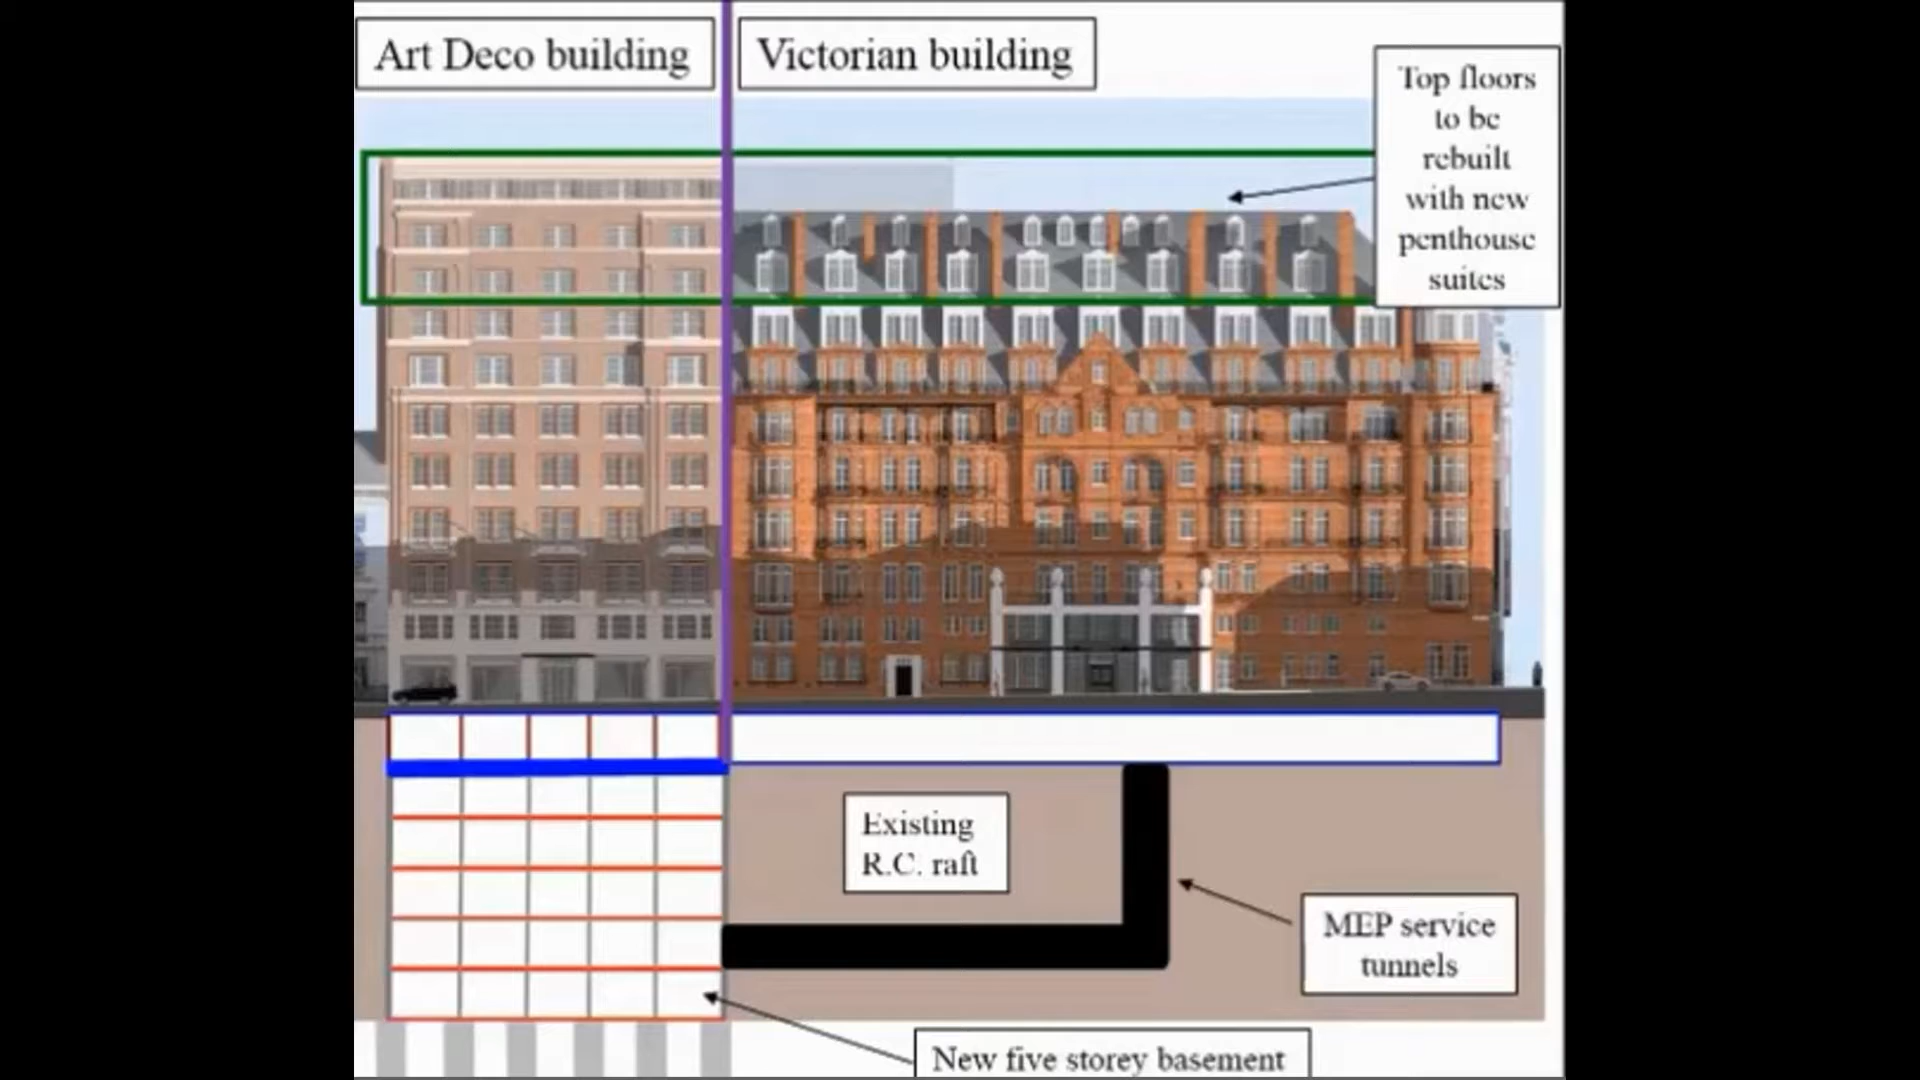 Art Deco building
Victorian building
Top floors
to be
rebuilt
with new
penthouse
suites
Existing
R.C. raft
MEP service
tunnels
New five storey basement